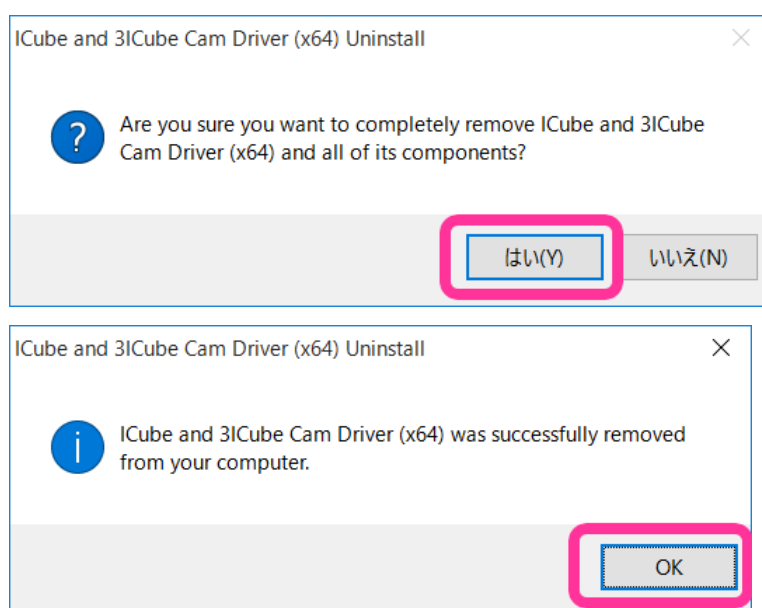 ICube and 3ICube Cam Driver (x64) Uninstall
Are you sure you want to completely remove ICube and 3ICube
Cam Driver (x64) and all of its components?
はい(Y) いいえ(N)
ICube and 3ICube Cam Driver (x64) Uninstall
ICube and 3ICube Cam Driver (x64) was successfully removed
from your computer.
OK